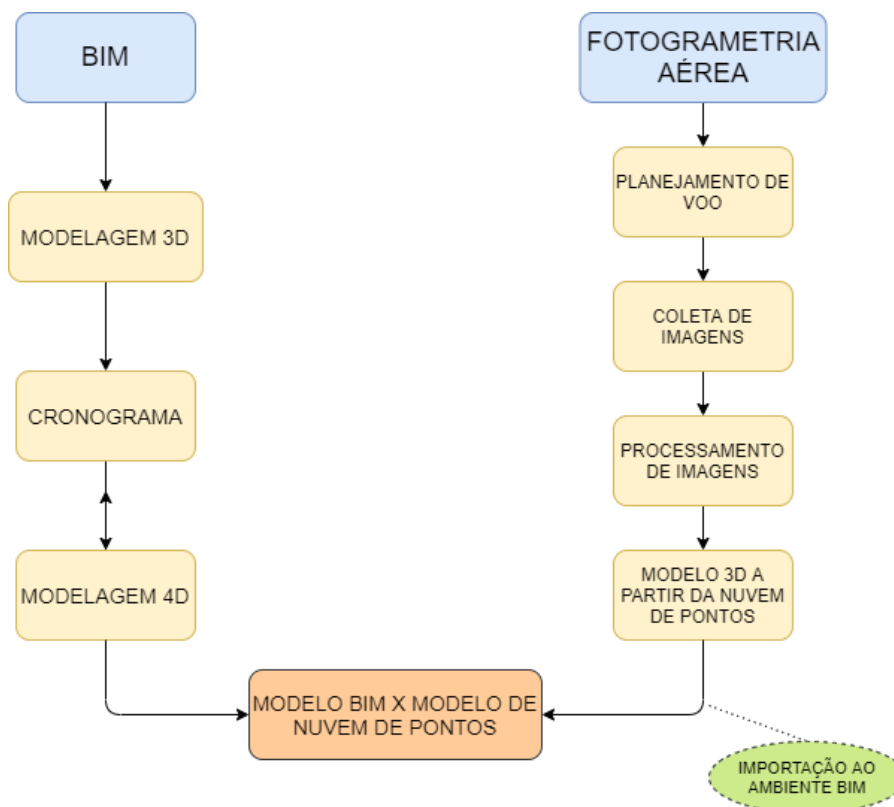 BIM
FOTOGRAMETRIA
AÉREA
MODELAGEM 3D
CRONOGRAMA
MODELAGEM 4D
PLANEJAMENTO DE
VOO
COLETA DE
IMAGENS
PROCESSAMENTO
DE IMAGENS
MODELO 3D A
PARTIR DA NUVEM
DE PONTOS
MODELO BIM X MODELO DE
NUVEM DE PONTOS
IMPORTAÇÃO AO
AMBIENTE BIM